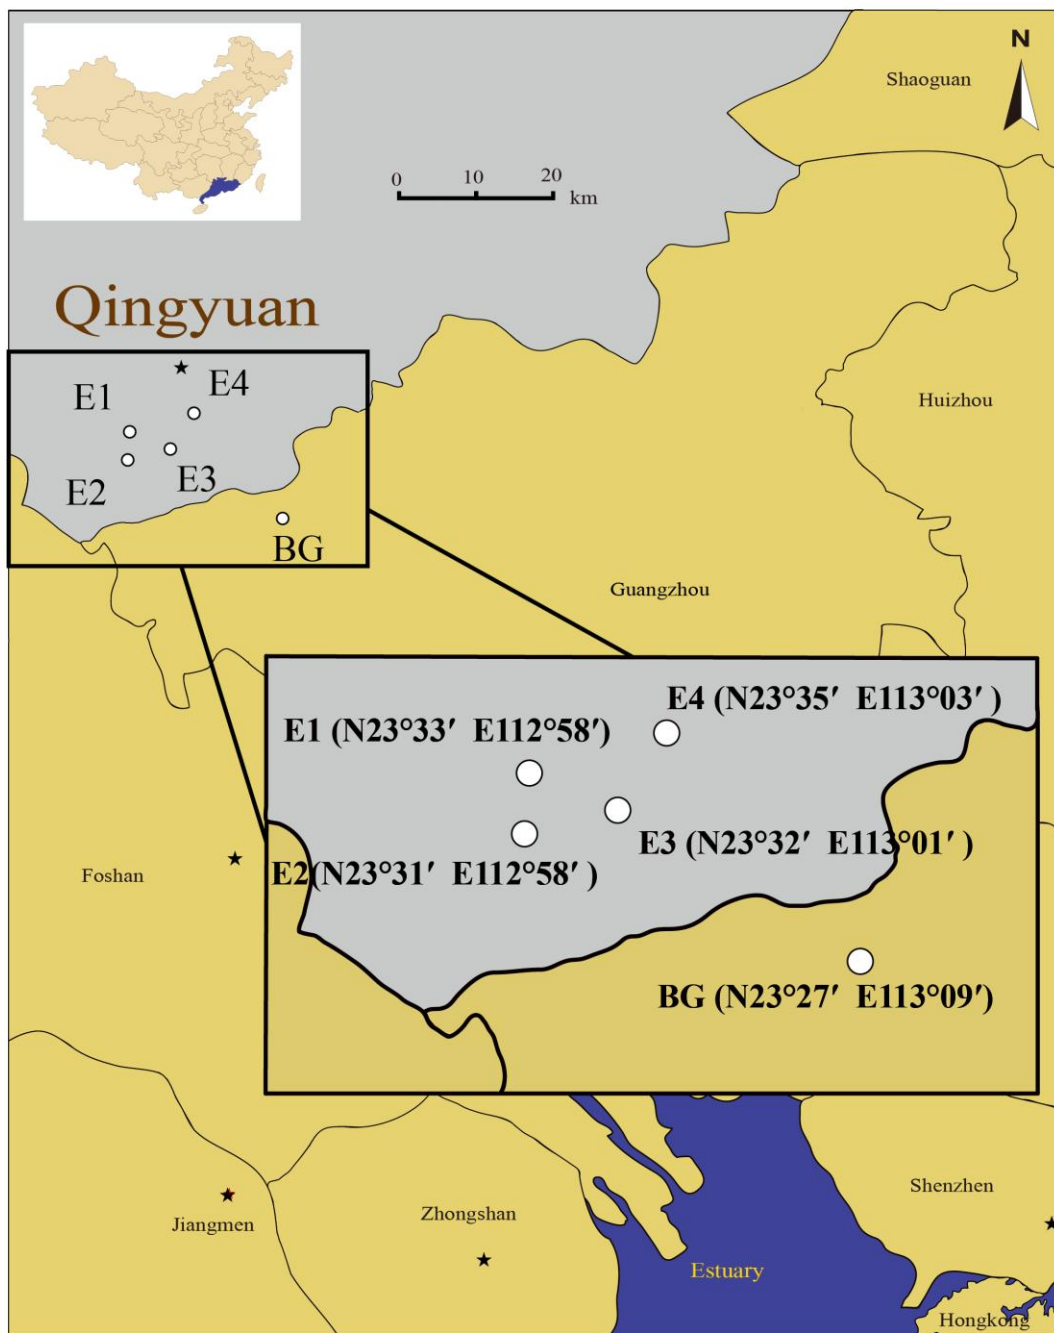 N
Shaoguan
0 10 20
km
Qingyuan
E4
E1
Huizhou
E3
E2
BG
Guangzhou
E4 (N23°35′ E113°03′ )
E1 (N23°33′ E112°58′)
E3 (N23°32′ E113°01′ )
E2(N23°31′ E112°58′ )
Foshan
BG (N23°27′ E113°09′)
Shenzhen
Zhongshan
Jiangmen
Estuary
Hongkong